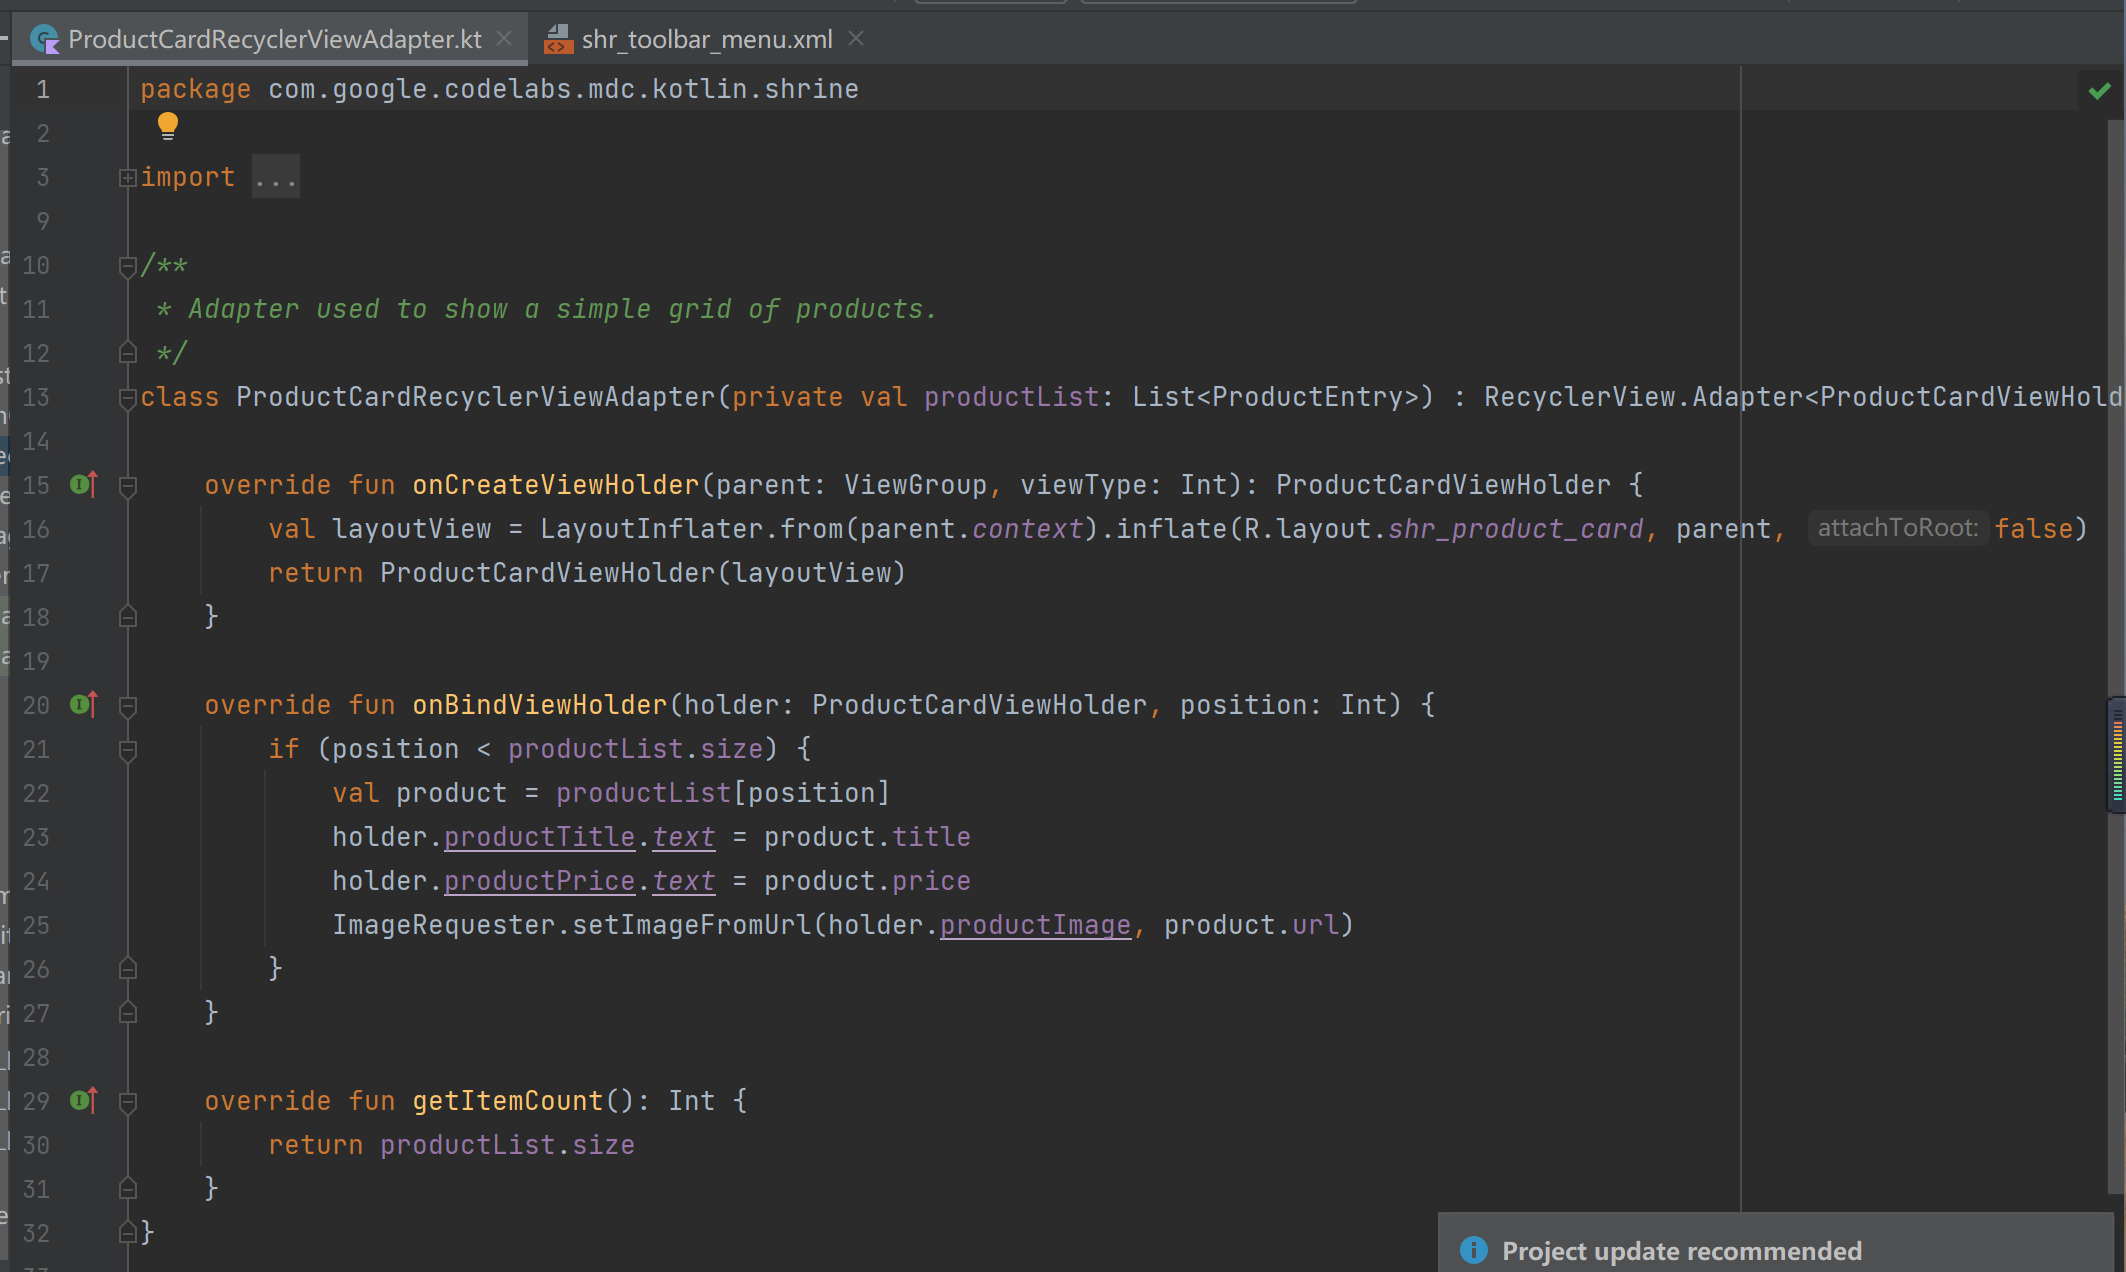 ProductCardRecyclerViewAdapter.kt shr_toolbar_menu.xml
1 package com.google.codelabs.mdc.kotlin.shrine
2
3 import ...
9
10 /**
11 * Adapter used to show a simple grid of products.
12 */
13 class ProductCardRecyclerViewAdapter(private val productList: List<ProductEntry>) : RecyclerView.Adapter<ProductCardViewHold
14
15 override fun onCreateViewHolder(parent: ViewGroup, viewType: Int): ProductCardViewHolder {
16 val layoutView = LayoutInflater.from(parent.context).inflate(R.layout.shr_product_card, parent, attachToRoot: false)
17 return ProductCardViewHolder(layoutView)
18 }
19
20 override fun onBindViewHolder(holder: ProductCardViewHolder, position: Int) {
21 if (position < productList.size) {
22 val product = productList[position]
23 holder.productTitle.text = product.title
24 holder.productPrice.text = product.price
25 ImageRequester.setImageFromUrl(holder.productImage, product.url)
26 }
27 }
28
29 override fun getItemCount(): Int {
30 return productList.size
31 }
32 }
Project update recommended